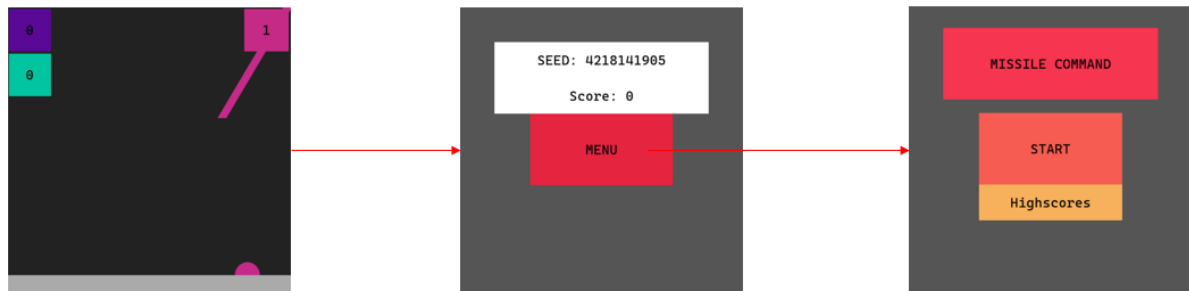 0
1
0
SEED: 4218141905
Score: 0
MENU
MISSILE COMMAND
START
Highscores